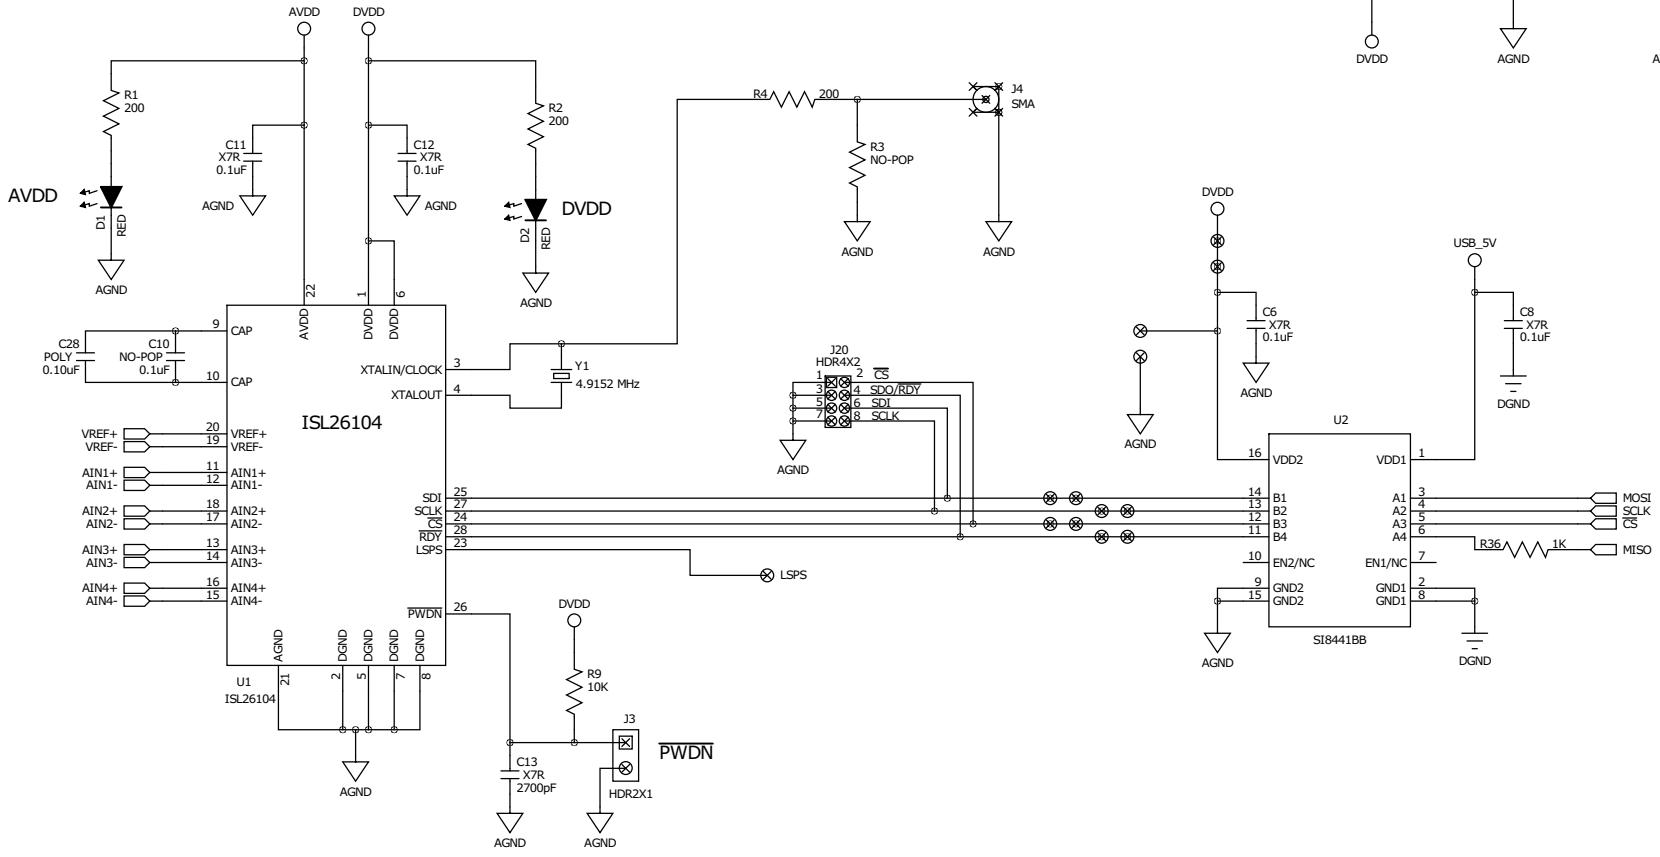 AVDD
DVDD
DVDD
AGND
A
R1
200
R2
200
R4
200
J4
SMA
C11
X7R
0.1uF
C12
X7R
0.1uF
R3
NO-POP
AVDD
D1
RED
AGND
AGND
D2
RED
DVDD
AGND
AGND
AGND
AGND
DVDD
USB_5V
22
1
6
AVDD
DVDD
DVDD
C28
POLY
0.10uF
C10
NO-POP
0.1uF
9
CAP
10
CAP
XTALIN/CLOCK
3
XTALOUT
4
Y1
4.9152 MHz
ISL26104
J20
HDR4X2
1
2
CS
3
4
SDO/RDY
5
6
SDI
7
8
SCLK
AGND
C6
X7R
0.1uF
AGND
C8
X7R
0.1uF
DGND
AGND
VREF+
20
VREF+
VREF-
19
VREF-
AIN1+
11
AIN1+
AIN1-
12
AIN1-
AIN2+
18
AIN2+
AIN2-
17
AIN2-
AIN3+
13
AIN3+
AIN3-
14
AIN3-
AIN4+
16
AIN4+
AIN4-
15
AIN4-
SDI
25
SCLK
27
CS
24
RDY
28
LSPS
23
LSPS
PWDN
26
U2
16
VDD2
VDD1
1
14
B1
A1
3
MOSI
13
B2
A2
4
SCLK
12
B3
A3
5
CS
11
B4
A4
6
R36
1K
MISO
10
EN2/NC
EN1/NC
7
9
GND2
GND1
2
15
GND2
GND1
8
SI8441BB
AGND
DGND
AGND
DGND
DGND
DGND
DGND
21
2
5
7
8
U1
ISL26104
AGND
DVDD
R9
10K
J3
PWDN
C13
X7R
2700pF
HDR2X1
AGND
AGND